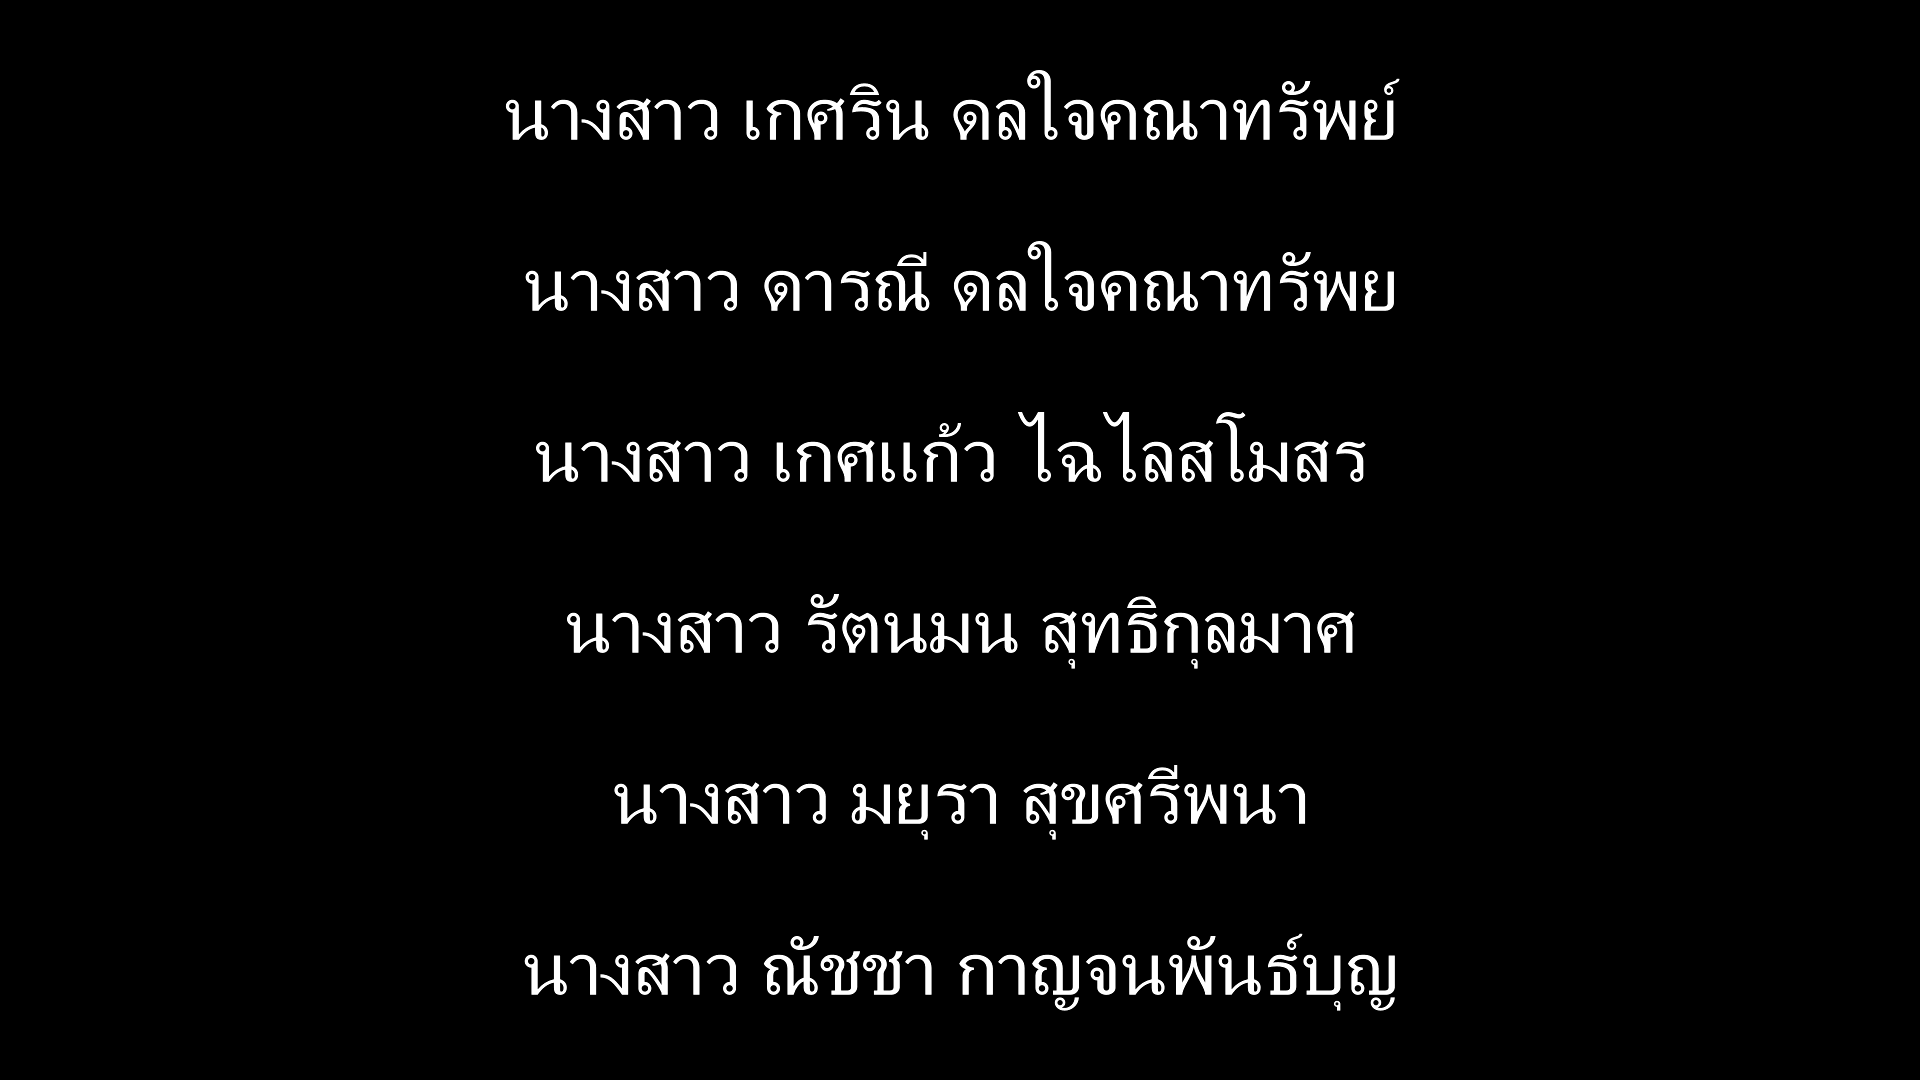 นางสาว เกศริน ดลใจคณาทรัพย์
นางสาว ดารณี ดลใจคณาทรัพย
นางสาว เกศแก้ว ไฉไลสโมสร
นางสาว รัตนมน สุทธิกุลมาศ
นางสาว มยุรา สุขศรีพนา
นางสาว ณัชชา กาญจนพันธ์บุญ